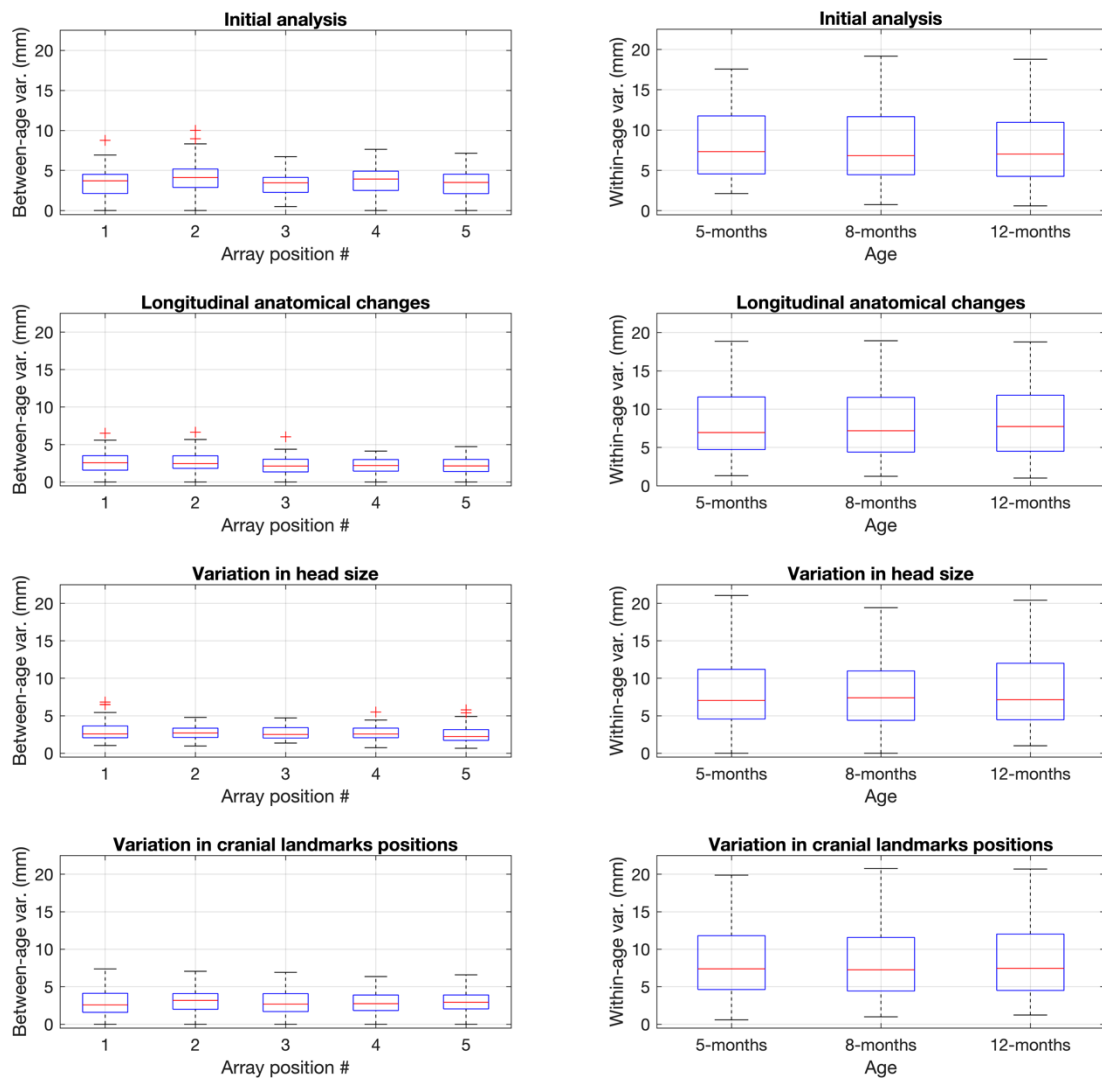 Initial analysis
Between-age var. (mm)
20
15
10
5
0
1 2 3 4 5
Array position #
Initial analysis
Within-age var. (mm)
20
15
10
5
0
5-months 8-months 12-months
Age
Longitudinal anatomical changes
Between-age var. (mm)
20
15
10
5
0
1 2 3 4 5
Array position #
Longitudinal anatomical changes
Within-age var. (mm)
20
15
10
5
0
5-months 8-months 12-months
Age
Variation in head size
Between-age var. (mm)
20
15
10
5
0
1 2 3 4 5
Array position #
Variation in head size
Within-age var. (mm)
20
15
10
5
0
5-months 8-months 12-months
Age
Variation in cranial landmarks positions
Between-age var. (mm)
20
15
10
5
0
1 2 3 4 5
Array position #
Variation in cranial landmarks positions
Within-age var. (mm)
20
15
10
5
0
5-months 8-months 12-months
Age